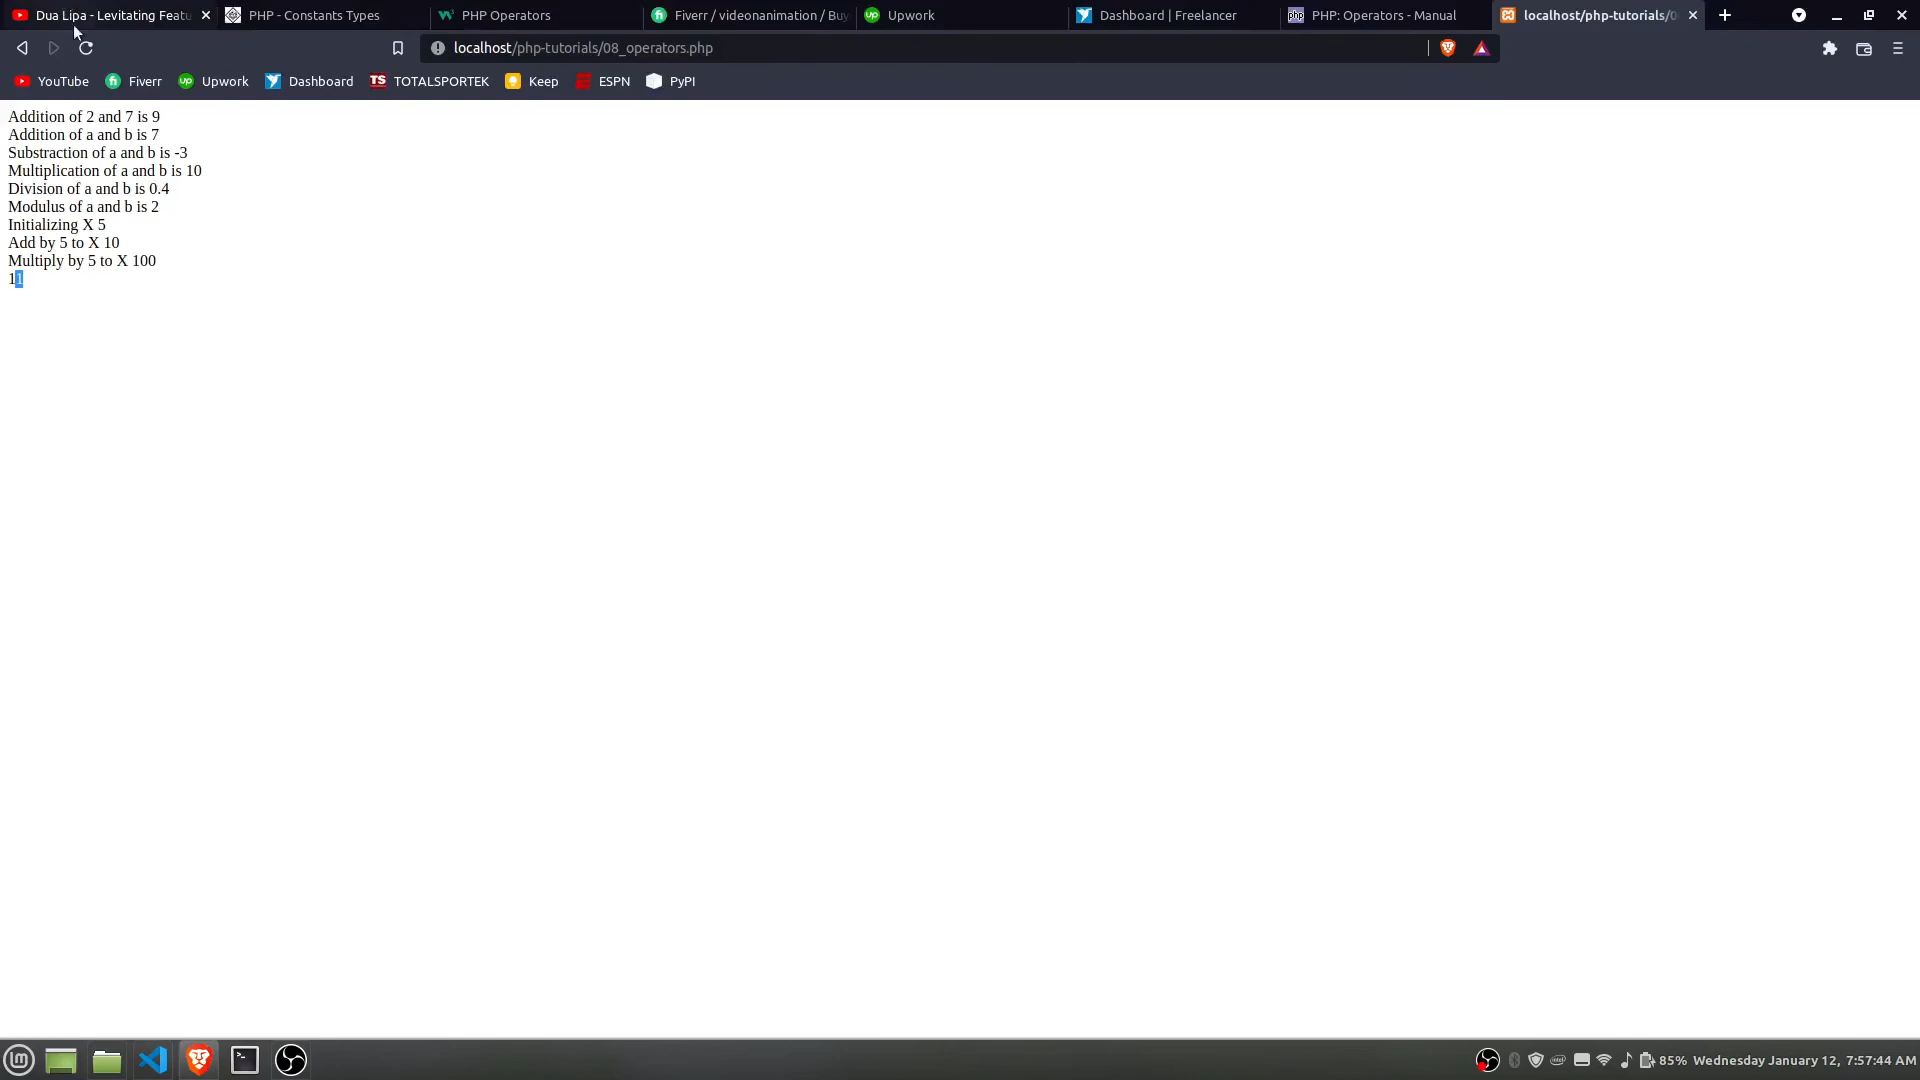 Dua Lipa - Levitating Featu
PHP - Constants Types
PHP Operators
Fiverr / videonanimation / Buy
Upwork
Dashboard | Freelancer
PHP: Operators - Manual
localhost/php-tutorials/0
localhost/php-tutorials/08_operators.php
YouTube
Fiverr
Upwork
Dashboard
TOTALSPORTEK
Keep
ESPN
PyPI
Addition of 2 and 7 is 9
Addition of a and b is 7
Substraction of a and b is -3
Multiplication of a and b is 10
Division of a and b is 0.4
Modulus of a and b is 2
Initializing X 5
Add by 5 to X 10
Multiply by 5 to X 100
11
85% Wednesday January 12, 7:57:44 AM